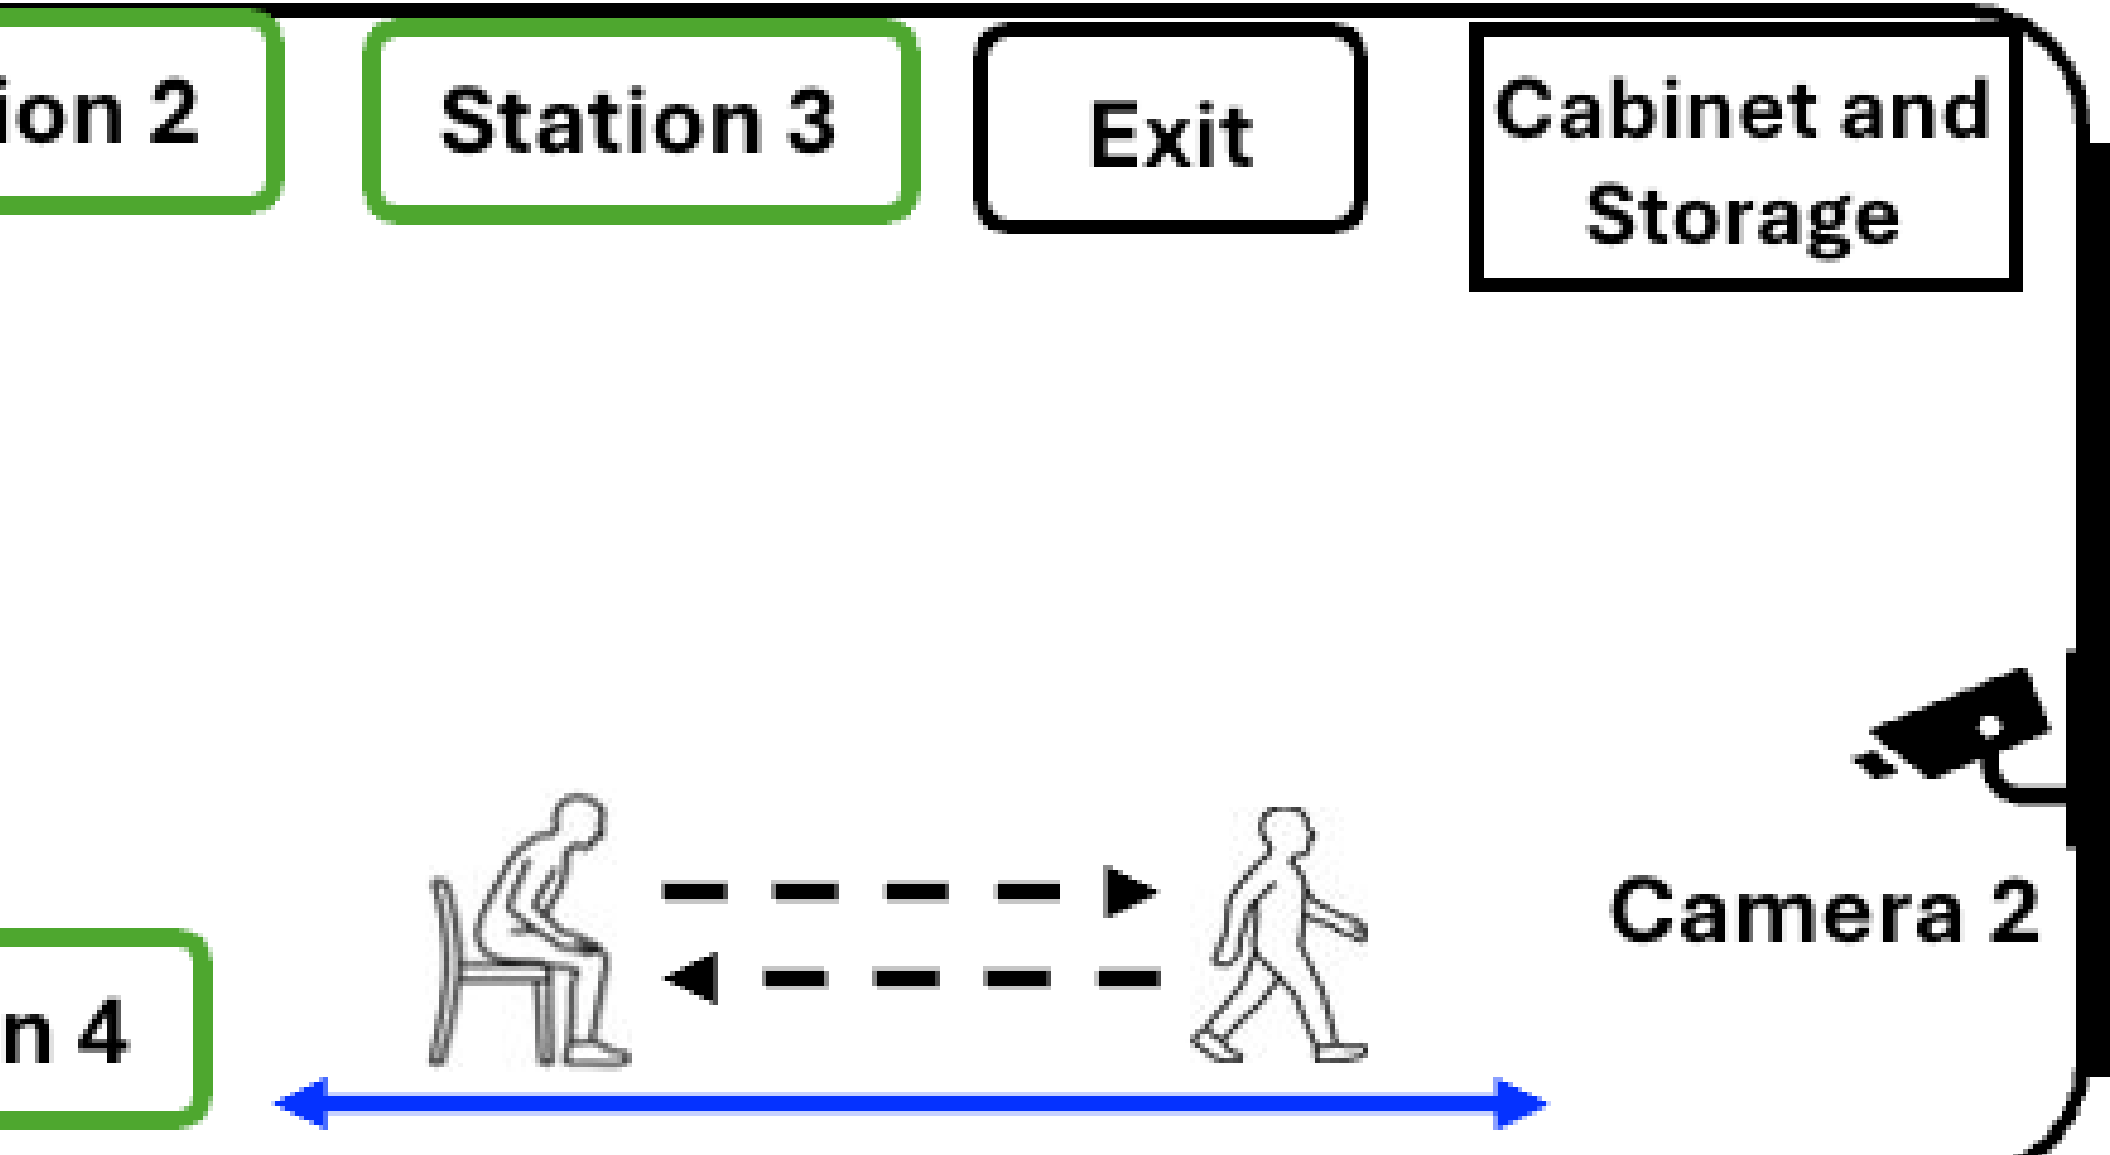 ion 2
Station 3
Exit
Cabinet and
Storage
Camera 2
n 4